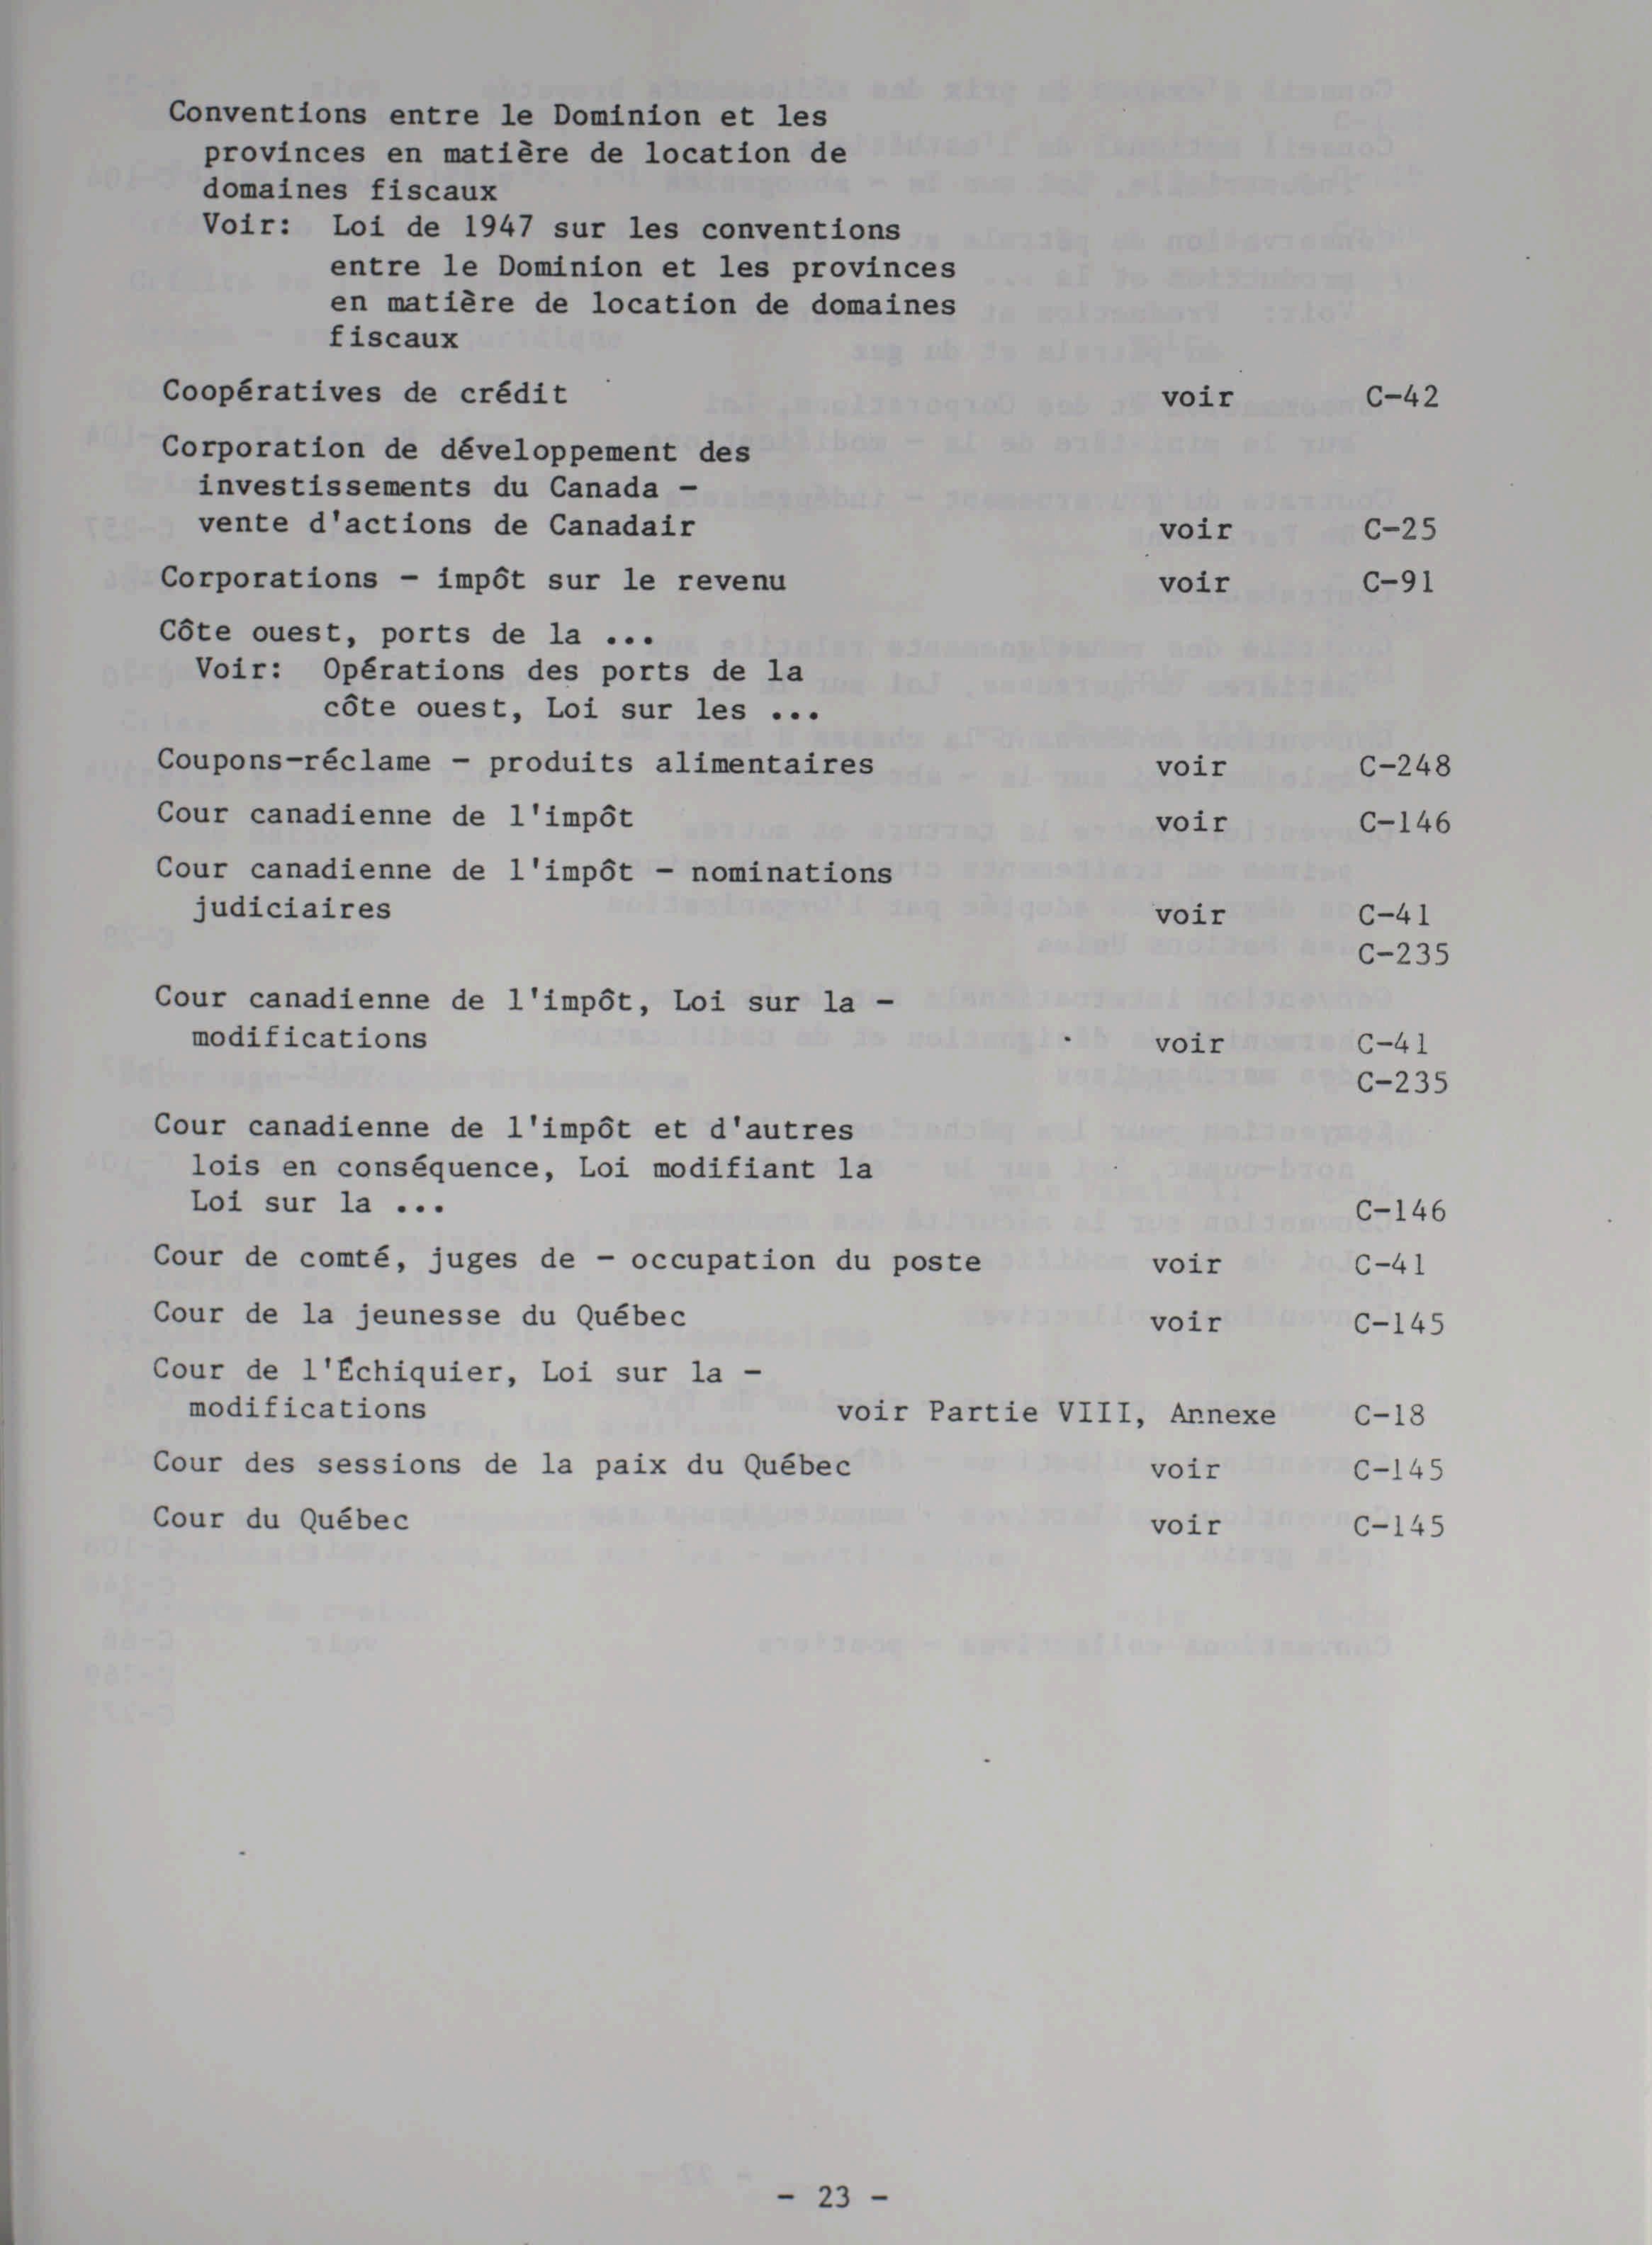 Conventions entre le Dominion et les
provinces en matière de location de
domaines fiscaux
Voir: Loi de 1947 sur les conventions
entre le Dominion et les provinces
en matière de location de domaines
fiscaux
Coopératives de crédit voir C-42
Corporation de développement des
investissements du Canada -
vente d'actions de Canadair voir C-25
Corporations - impôt sur le revenu voir C-91
Côte ouest, ports de la ...
Voir: Opérations des ports de la
côte ouest, Loi sur les ...
Coupons-réclame - produits alimentaires voir C-248
Cour canadienne de l'impôt voir C-146
Cour canadienne de l'impôt - nominations
judiciaires voir C-41
C-235
Cour canadienne de l'impôt, Loi sur la -
modifications voir C-41
C-235
Cour canadienne de l'impôt et d'autres
lois en conséquence, Loi modifiant la
Loi sur la ... C-146
Cour de comté, juges de - occupation du poste voir C-41
Cour de la jeunesse du Québec voir C-145
Cour de l'Échiquier, Loi sur la -
modifications voir Partie VIII, Annexe C-18
Cour des sessions de la paix du Québec voir C-145
Cour du Québec voir C-145
- 23 -